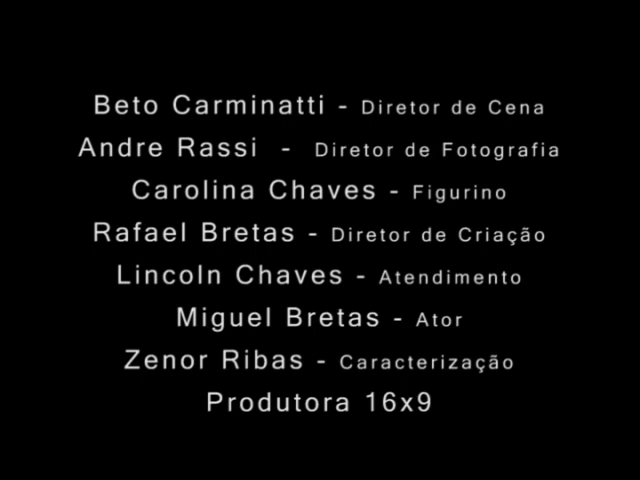 Beto Carminatti - Diretor de Cena
Andre Rassi - Diretor de Fotografia
Carolina Chaves - Figurino
Rafael Bretas - Diretor de Criação
Lincoln Chaves - Atendimento
Miguel Bretas - Ator
Zenor Ribas - Caracterização
Produtora 16x9